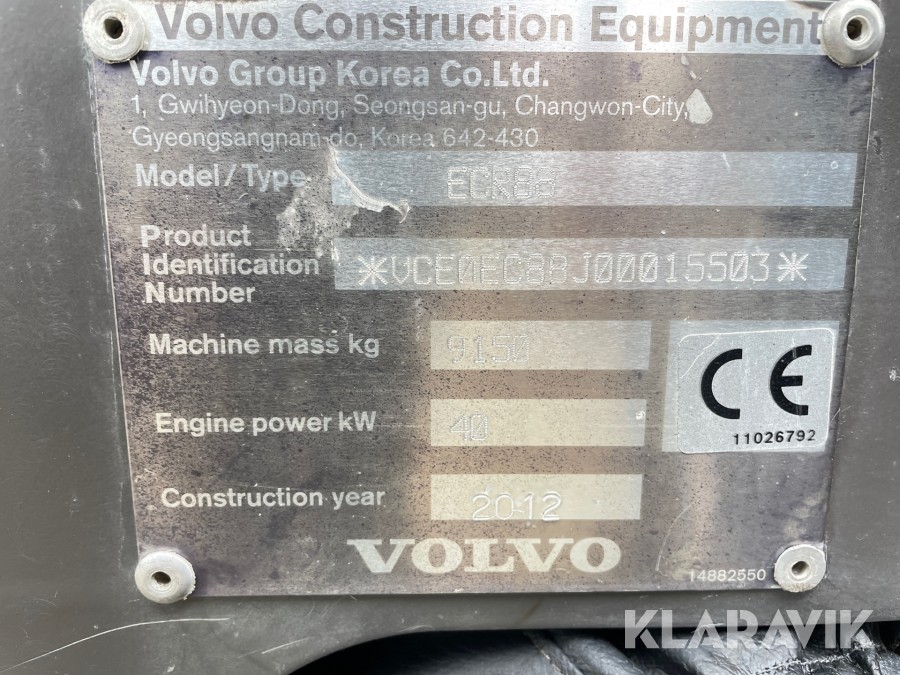 Volvo Construction Equipment
Volvo Group Korea Co.Ltd.
1, Gwihyeon-Dong, Seongsan-gu, Changwon-City,
Gyeongsangnam-do, Korea 642-430
Model/Type ECR88
Product
Identification
Number
*VCE0EC88J00015503*
Machine mass kg 9150
Engine power kW 40
Construction year 2012
CE
11026792
VOLVO
14882550
KLARAVIK